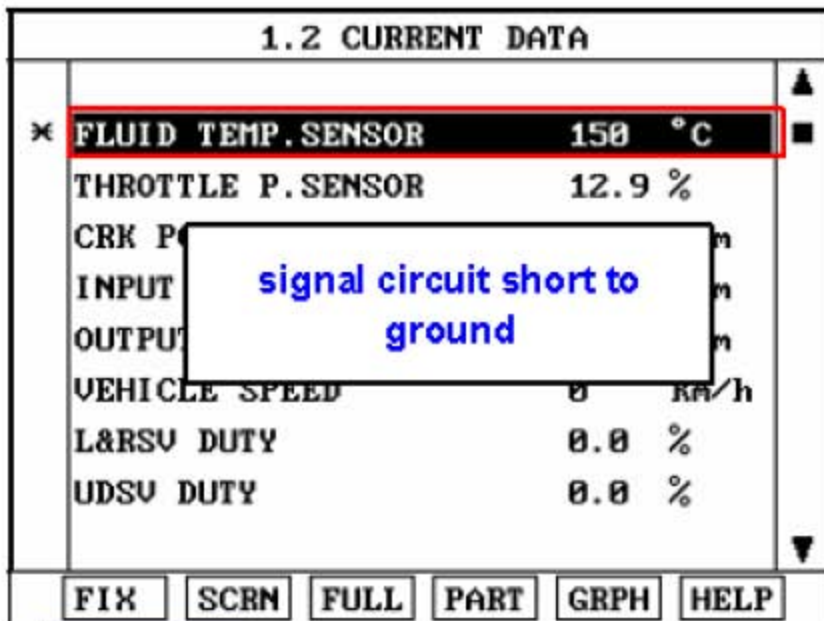 1.2 CURRENT DATA
FLUID TEMP.SENSOR 150 °C
THROTTLE P.SENSOR 12.9 %
CRK
INPUT
signal circuit short to
ground
VEHICLE SPEED 0 Km/h
L&RSV DUTY 0.0 %
UDSV DUTY 0.0 %
FIX SCRN FULL PART GRPH HELP